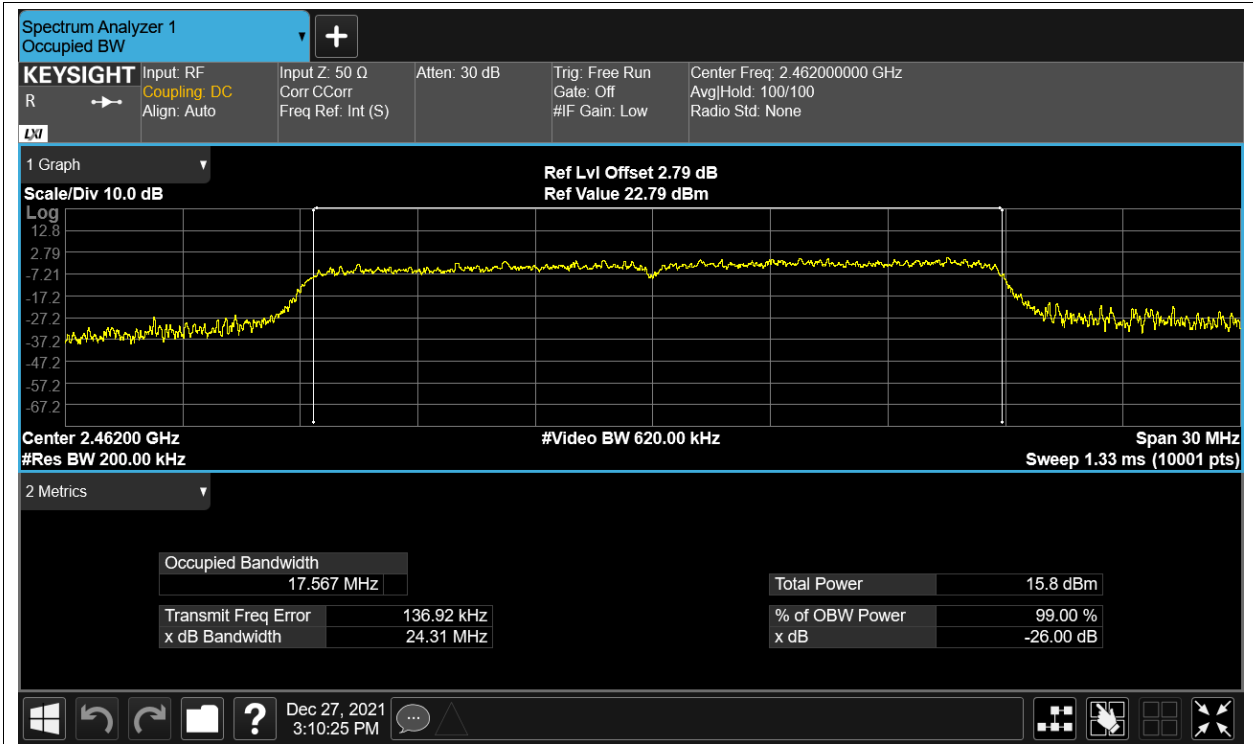 Spectrum Analyzer 1
Occupied BW
KEYSIGHT
R
LXI
Input: RF
Coupling: DC
Align: Auto
Input Z: 50 Ω
Corr CCorr
Freq Ref: Int (S)
Atten: 30 dB
Trig: Free Run
Gate: Off
#IF Gain: Low
Center Freq: 2.462000000 GHz
Avg|Hold: 100/100
Radio Std: None
1 Graph
Scale/Div 10.0 dB
Ref Lvl Offset 2.79 dB
Ref Value 22.79 dBm
Log
12.8
2.79
-7.21
-17.2
-27.2
-37.2
-47.2
-57.2
-67.2
Center 2.46200 GHz
#Video BW 620.00 kHz
Span 30 MHz
#Res BW 200.00 kHz
Sweep 1.33 ms (10001 pts)
2 Metrics
Occupied Bandwidth
17.567 MHz
Transmit Freq Error 136.92 kHz
x dB Bandwidth 24.31 MHz
Total Power 15.8 dBm
% of OBW Power 99.00 %
x dB -26.00 dB
?
Dec 27, 2021
3:10:25 PM